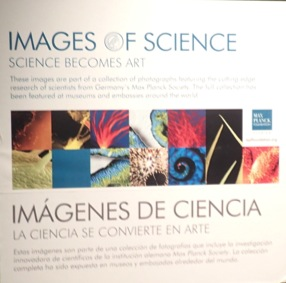 IMAGES OF SCIENCE
SCIENCE BECOMES ART
These images are part of a collection of photographs featuring the cutting edge
research of scientists from Germany's Max Planck Society. The full collection has
been featured at museums and embassies around the world.
MAX
PLANCK
IMÁGENES DE CIENCIA
LA CIENCIA SE CONVIERTE EN ARTE
Estas imágenes son parte de una colección de fotografías que incluye la investigación
innovadora de científicos de la institución alemana Max Planck Society. La colección
completa ha sido expuesta en museos y embajadas alrededor del mundo.